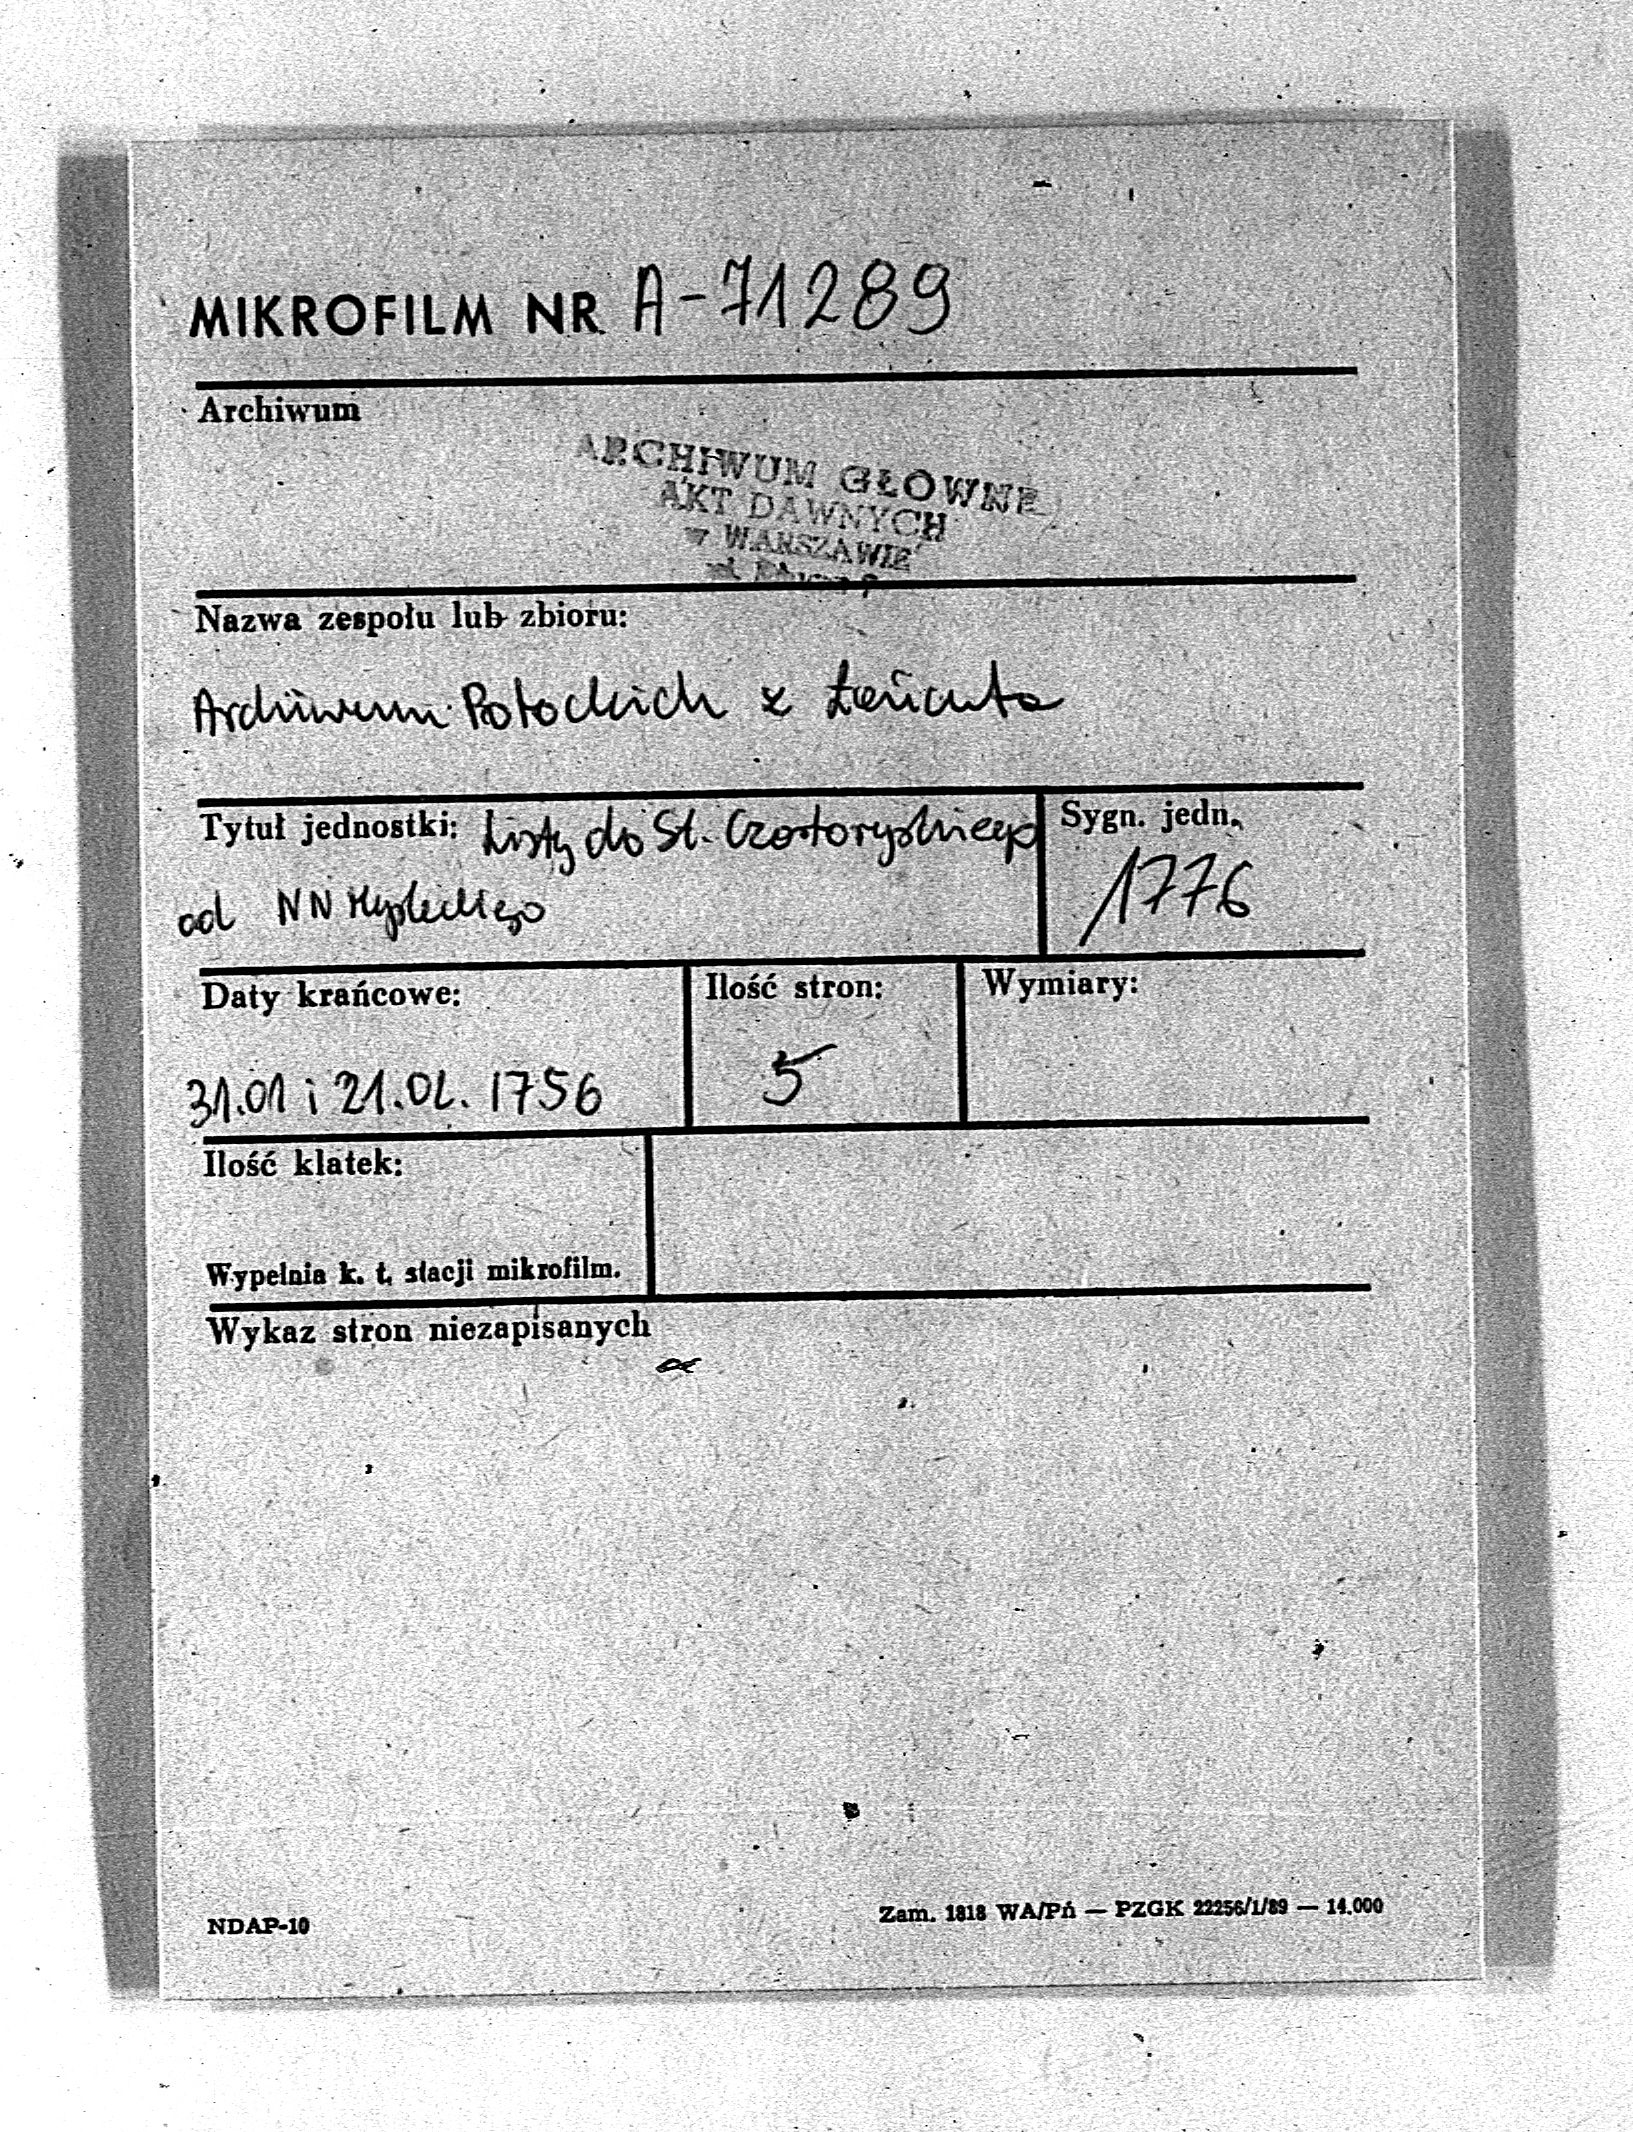 MIKROFILM NR A-71289
Archiwum
ARCHIWUM GŁÓWNE
AKT DAWNYCH
w WARSZAWIE
Nazwa zespołu lub zbioru:
Archiwum Potockich z Łańcuta
Tytuł jednostki: Listy do St. Czartoryskiego
Sygn. jedn.
1776
od NN
Daty krańcowe:
Ilość stron:
Wymiary:
31.01 i 21.02. 1756
5
Ilość klatek:
Wypełnia k. t. stacji mikrofilm.
Wykaz stron niezapisanych
NDAP-10
Zam. 1818 WA/Pń — PZGK 22256/1/89 — 14.000